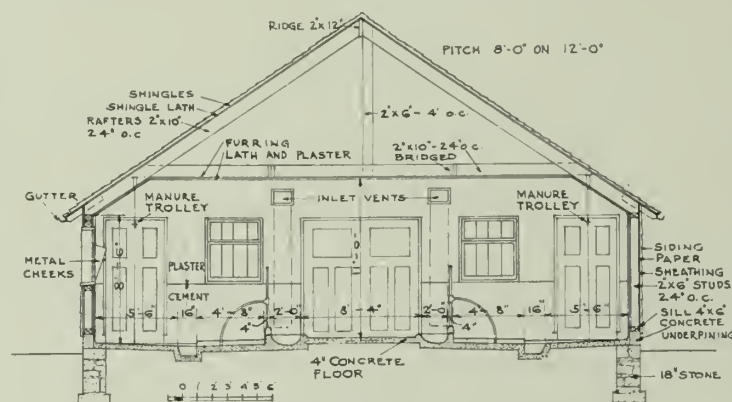 RIDGE 2"X12"
PITCH 8'-0" ON 12'-0"
SHINGLES
SHINGLE LATH
RAFTERS 2"X10"
24" O.C
2"X6" - 4' O.C.
FURRING
LATH AND PLASTER
2"X10"-24"O.C.
BRIDGED
GUTTER
MANURE
TROLLEY
INLET VENTS
MANURE
TROLLEY
METAL
CHEEKS
PLASTER
CEMENT
SIDING
PAPER
SHEATHING
2"X6" STUDS
24" O.C.
SILL 4"X6"
CONCRETE
UNDERPINING
5'-6" 16" 4'-8" 2'-0" 8'-4" 2'-0" 4'-8" 16" 5'-6"
4" 4"
4" CONCRETE
FLOOR
18" STONE
0 1 2 3 4 5 6